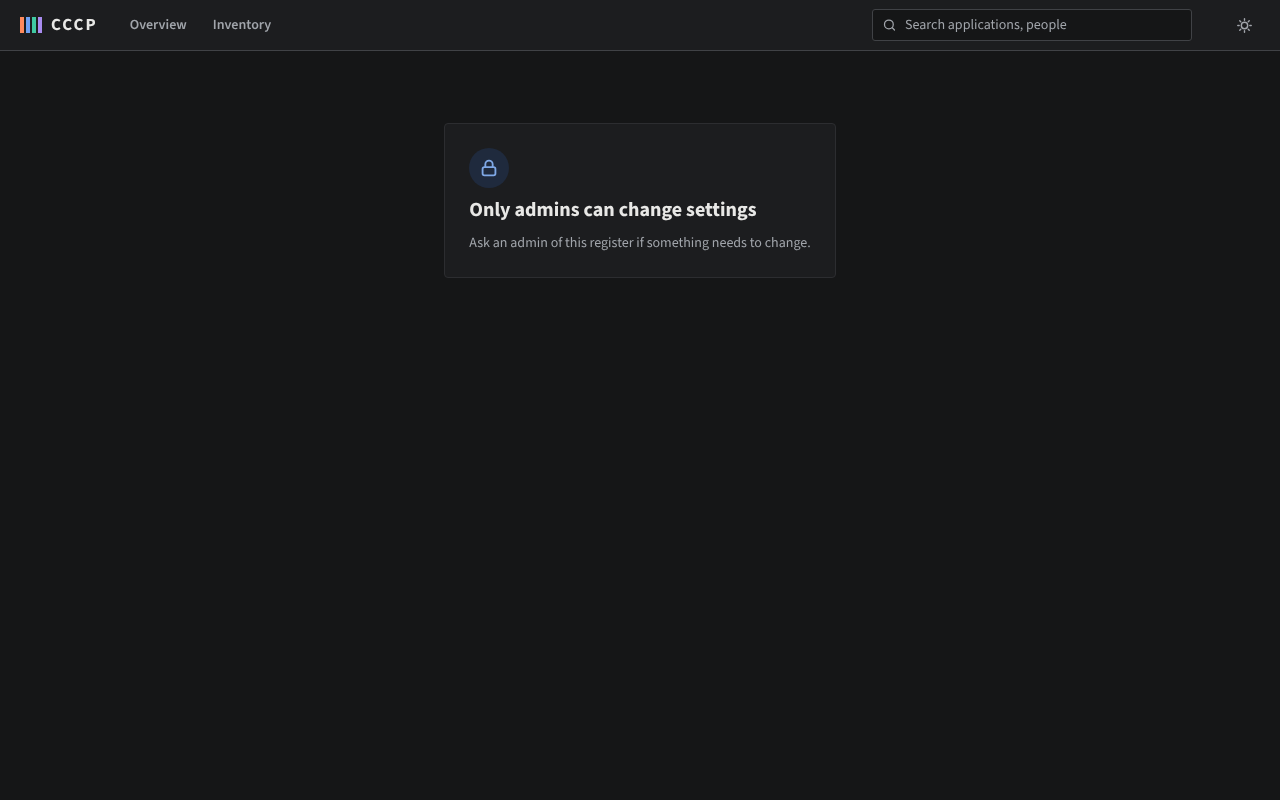 CCCP
Overview
Inventory
Search applications, people
Only admins can change settings
Ask an admin of this register if something needs to change.